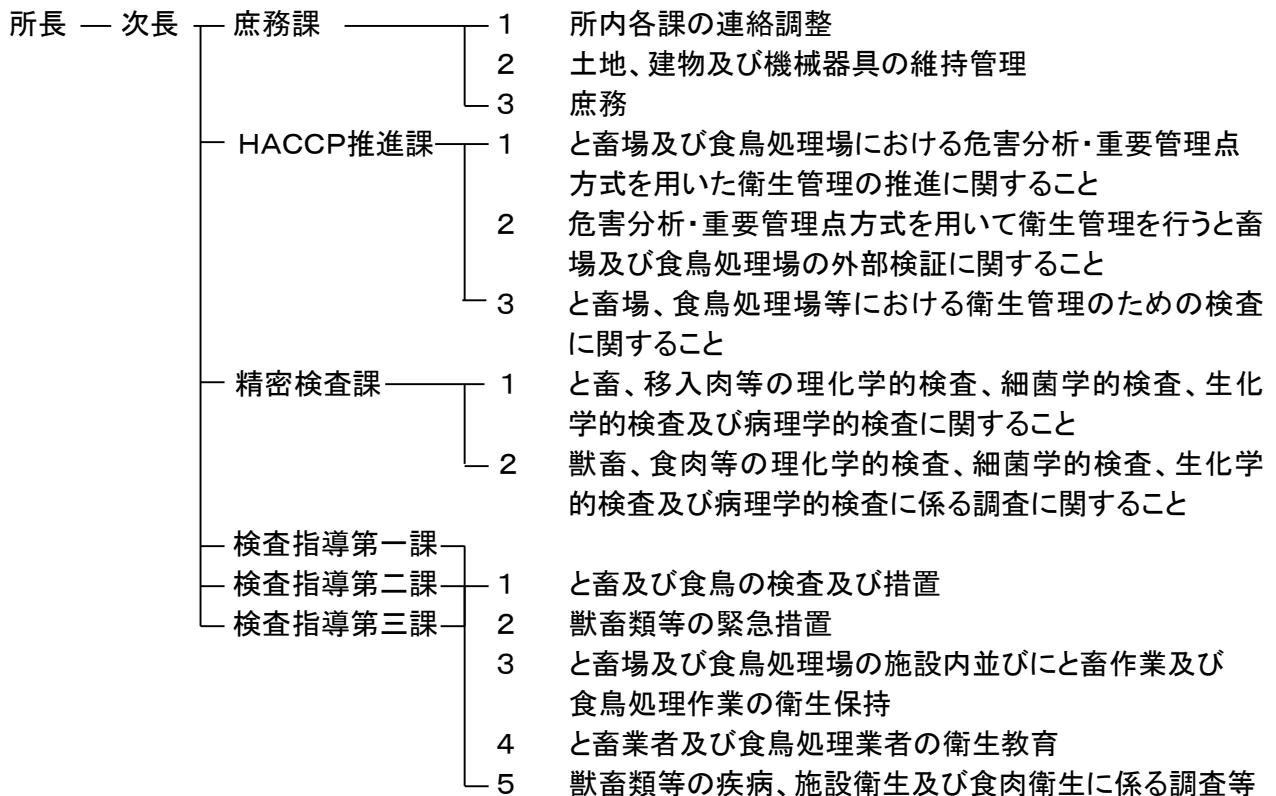 所長 ― 次長 庶務課 1 所内各課の連絡調整
2 土地、建物及び機械器具の維持管理
3 庶務
HACCP推進課 1 と畜場及び食鳥処理場における危害分析・重要管理点
方式を用いた衛生管理の推進に関すること
2 危害分析・重要管理点方式を用いて衛生管理を行うと畜
場及び食鳥処理場の外部検証に関すること
3 と畜場、食鳥処理場等における衛生管理のための検査
に関すること
精密検査課 1 と畜、移入肉等の理化学的検査、細菌学的検査、生化
学的検査及び病理学的検査に関すること
2 獣畜、食肉等の理化学的検査、細菌学的検査、生化学
的検査及び病理学的検査に係る調査に関すること
検査指導第一課
検査指導第二課 1 と畜及び食鳥の検査及び措置
検査指導第三課 2 獣畜類等の緊急措置
3 と畜場及び食鳥処理場の施設内並びにと畜作業及び
食鳥処理作業の衛生保持
4 と畜業者及び食鳥処理業者の衛生教育
5 獣畜類等の疾病、施設衛生及び食肉衛生に係る調査等